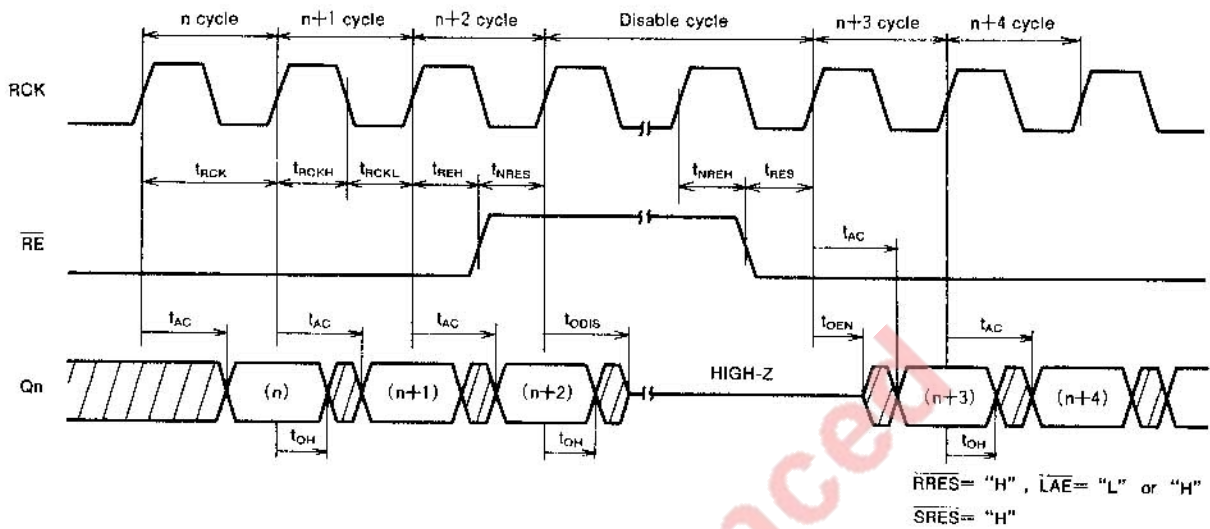 n cycle n+1 cycle n+2 cycle Disable cycle n+3 cycle n+4 cycle
RCK
tRCK tRCKH tRCKL tREH tNRES tNREH tRES
RE
tAC
tAC tAC tAC tODIS tOEN tAC
Qn (n) (n+1) (n+2) HIGH-Z (n+3) (n+4)
tOH tOH tOH
RRES= "H" , LAE= "L" or "H"
SRES= "H"
nced